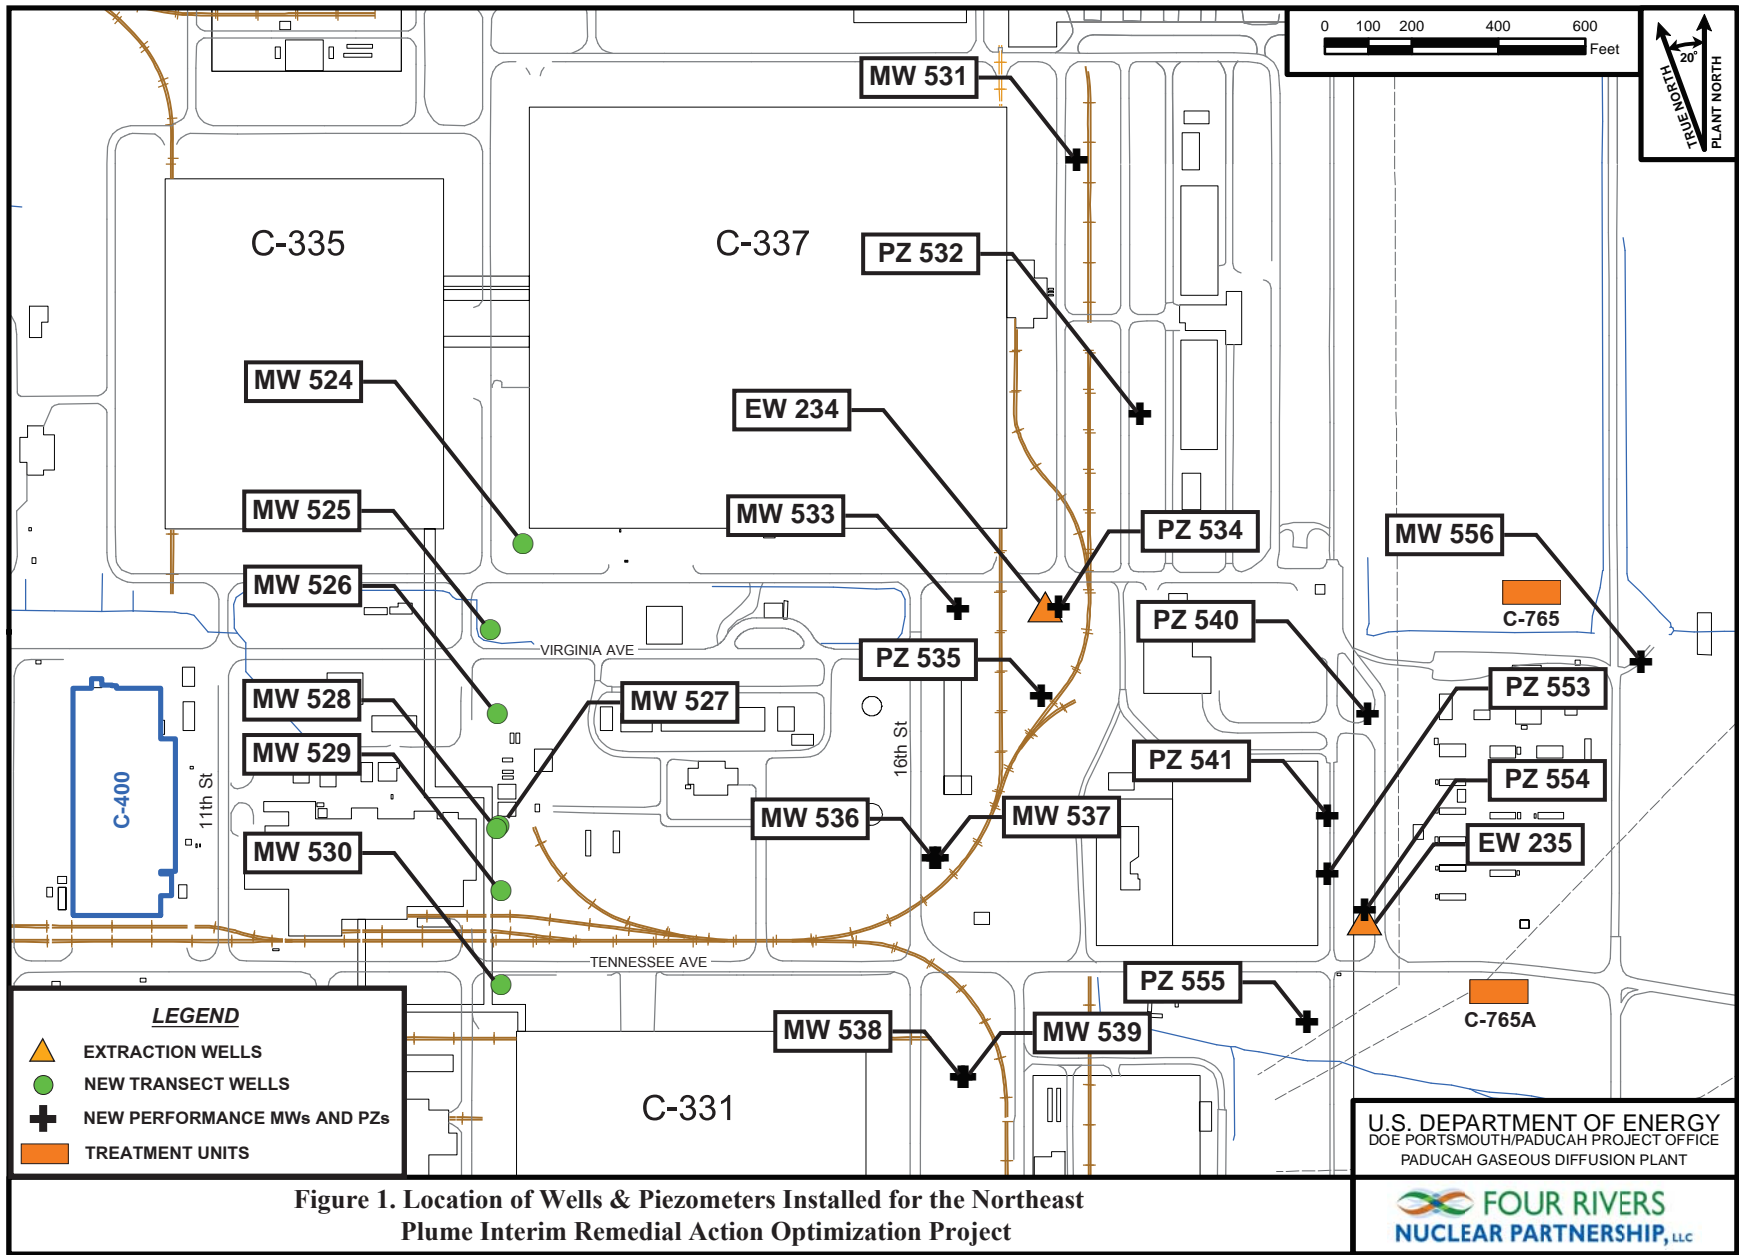 0 100 200 400 600
Feet
20°
TRUE NORTH
PLANT NORTH
MW 531
C-335
C-337
PZ 532
MW 524
EW 234
MW 525
MW 533
PZ 534
MW 556
MW 526
C-765
PZ 540
VIRGINIA AVE
PZ 535
MW 528
MW 527
PZ 553
16th St
MW 529
PZ 541
PZ 554
C-400
11th St
MW 536
MW 537
EW 235
MW 530
TENNESSEE AVE
PZ 555
C-765A
MW 538
MW 539
C-331
LEGEND
EXTRACTION WELLS
NEW TRANSECT WELLS
NEW PERFORMANCE MWs AND PZs
TREATMENT UNITS
U.S. DEPARTMENT OF ENERGY
DOE PORTSMOUTH/PADUCAH PROJECT OFFICE
PADUCAH GASEOUS DIFFUSION PLANT
Figure 1. Location of Wells & Piezometers Installed for the Northeast
Plume Interim Remedial Action Optimization Project
FOUR RIVERS
NUCLEAR PARTNERSHIP, LLC